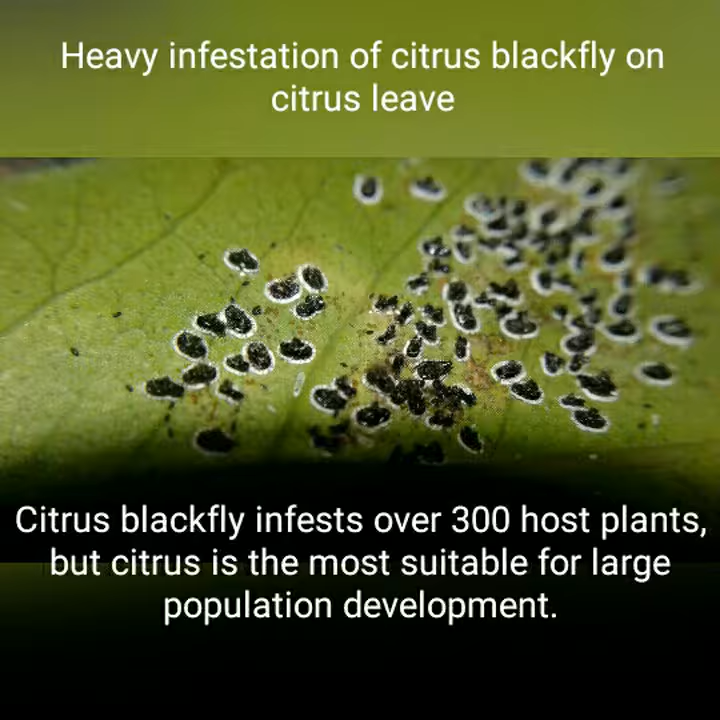 Heavy infestation of citrus blackfly on
citrus leave
Citrus blackfly infests over 300 host plants,
but citrus is the most suitable for large
population development.